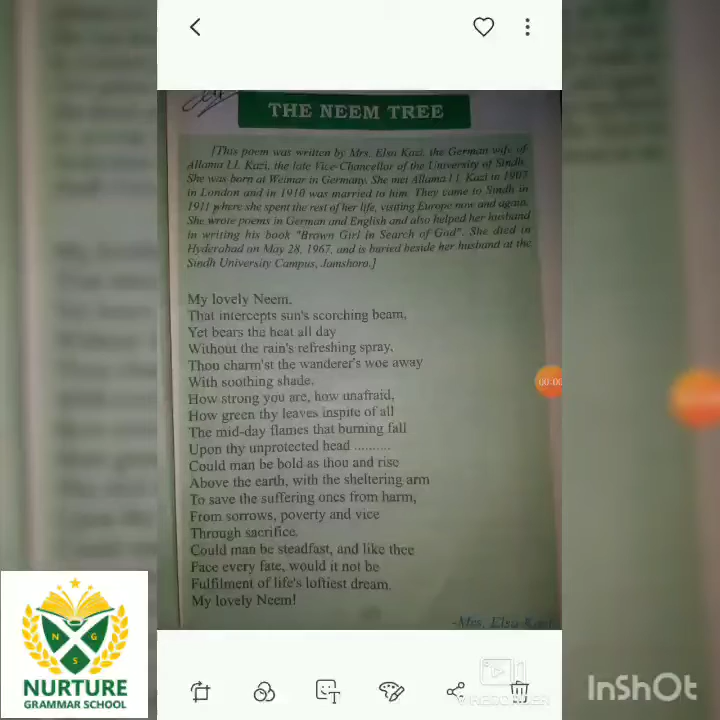 THE NEEM TREE
[This poem was written by Mrs. Elsa Kazi, the German wife of
Allama I.I. Kazi, the late Vice-Chancellor of the University of Sindh.
She was born at Weimar in Germany. She met Allama I I. Kazi in 1907
in London and in 1910 was married to him. They came to Sindh in
1911 where she spent the rest of her life, visiting Europe now and again.
She wrote poems in German and English and also helped her husband
in writing his book "Brown Girl in Search of God". She died in
Hyderabad on May 28, 1967, and is buried beside her husband at the
Sindh University Campus, Jamshoro.]
My lovely Neem.
That intercepts sun's scorching beam,
Yet bears the heat all day
Without the rain's refreshing spray,
Thou charm'st the wanderer's woe away
With soothing shade.
How strong you are, how unafraid,
How green thy leaves inspite of all
The mid-day flames that burning fall
Upon thy unprotected head ..........
Could man be bold as thou and rise
Above the earth, with the sheltering arm
To save the suffering ones from harm,
From sorrows, poverty and vice
Through sacrifice.
Could man be steadfast, and like thee
Face every fate, would it not be
Fulfilment of life's loftiest dream.
My lovely Neem!
-Mrs. Elsa Kazi
00:00
N G
S
NURTURE
GRAMMAR SCHOOL
T
RECORDER
InShOt